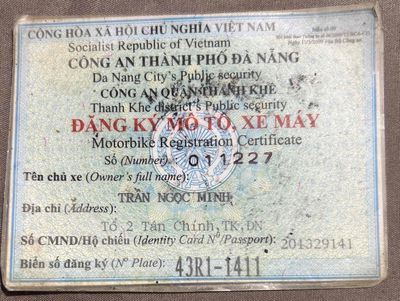 CỘNG HÒA XÃ HỘI CHỦ NGHĨA VIỆT NAM
Socialist Republic of Vietnam
CÔNG AN THÀNH PHỐ ĐÀ NẴNG
Da Nang City's Public security
CÔNG AN QUẬN THANH KHÊ
Thanh Khe district's Public security
ĐĂNG KÝ MÔ TÔ, XE MÁY
Motorbike Registration Certificate
Số (Number): 011227
Tên chủ xe (Owner's full name):
TRẦN NGỌC MINH
Địa chỉ (Address):
Tổ 2 Tân Chính,TK,ĐN
Số CMND/Hộ chiếu (Identity Card Nº/Passport): 201329141
Biển số đăng ký (Nº Plate): 43R1-1411